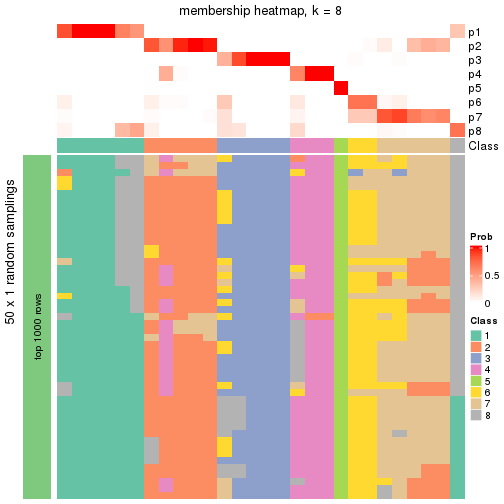 membership heatmap, k = 8
p1
p2
p3
p4
p5
p6
p7
p8
Class
50 x 1 random samplings
top 1000 rows
Prob
1
0.5
0
Class
1
2
3
4
5
6
7
8